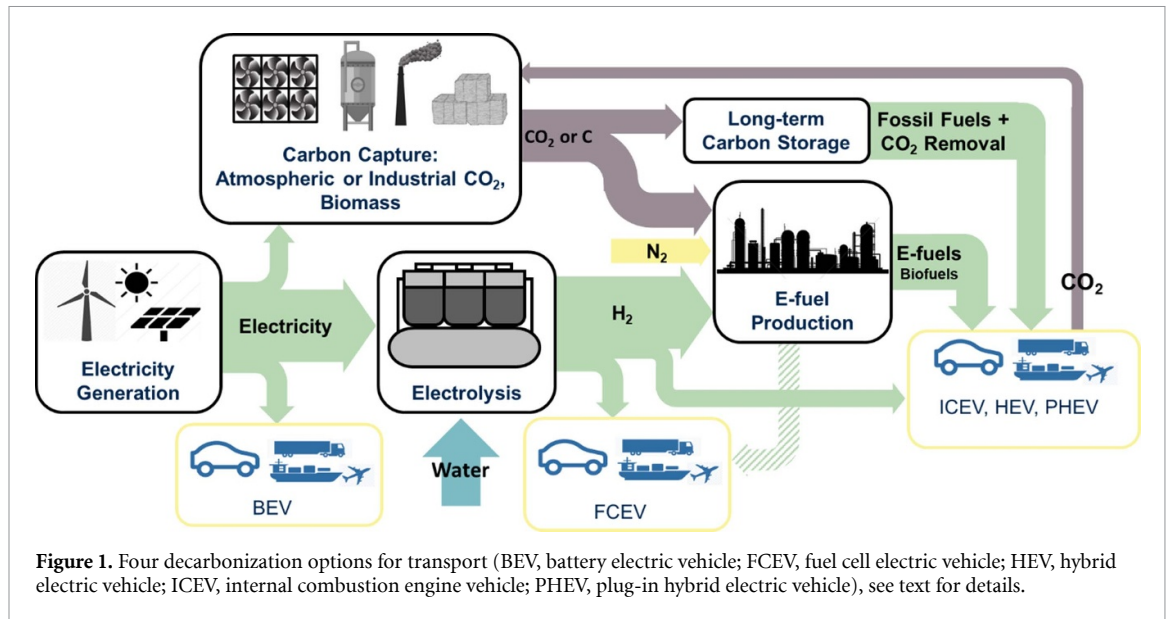 Carbon Capture:
Atmospheric or Industrial CO₂,
Biomass
CO₂ or C
Long-term
Carbon Storage
Fossil Fuels +
CO₂ Removal
N₂
E-fuels
Biofuels
CO₂
Electricity
Electricity
Generation
Electrolysis
H₂
E-fuel
Production
ICEV, HEV, PHEV
Water
BEV
FCEV
Figure 1. Four decarbonization options for transport (BEV, battery electric vehicle; FCEV, fuel cell electric vehicle; HEV, hybrid
electric vehicle; ICEV, internal combustion engine vehicle; PHEV, plug-in hybrid electric vehicle), see text for details.